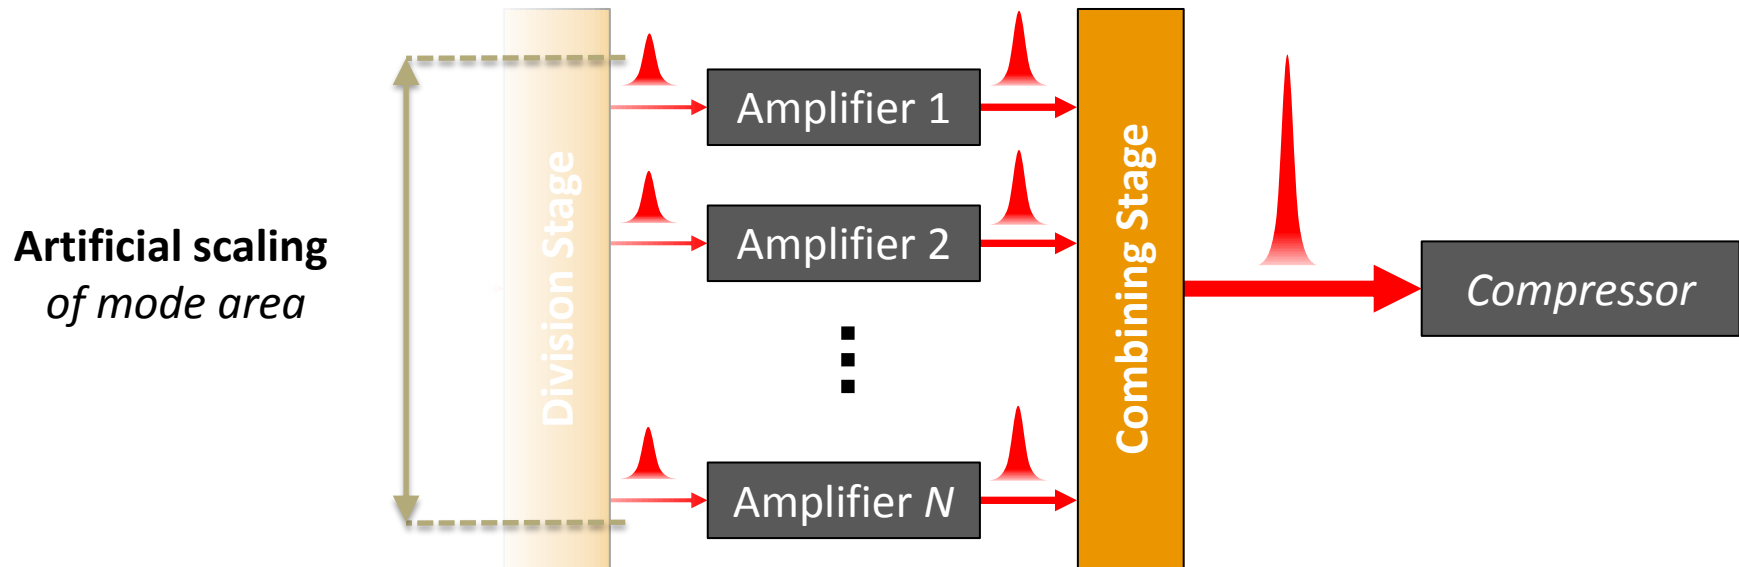 Artificial scaling
of mode area
Division Stage
Amplifier 1
Amplifier 2
Amplifier N
Combining Stage
Compressor